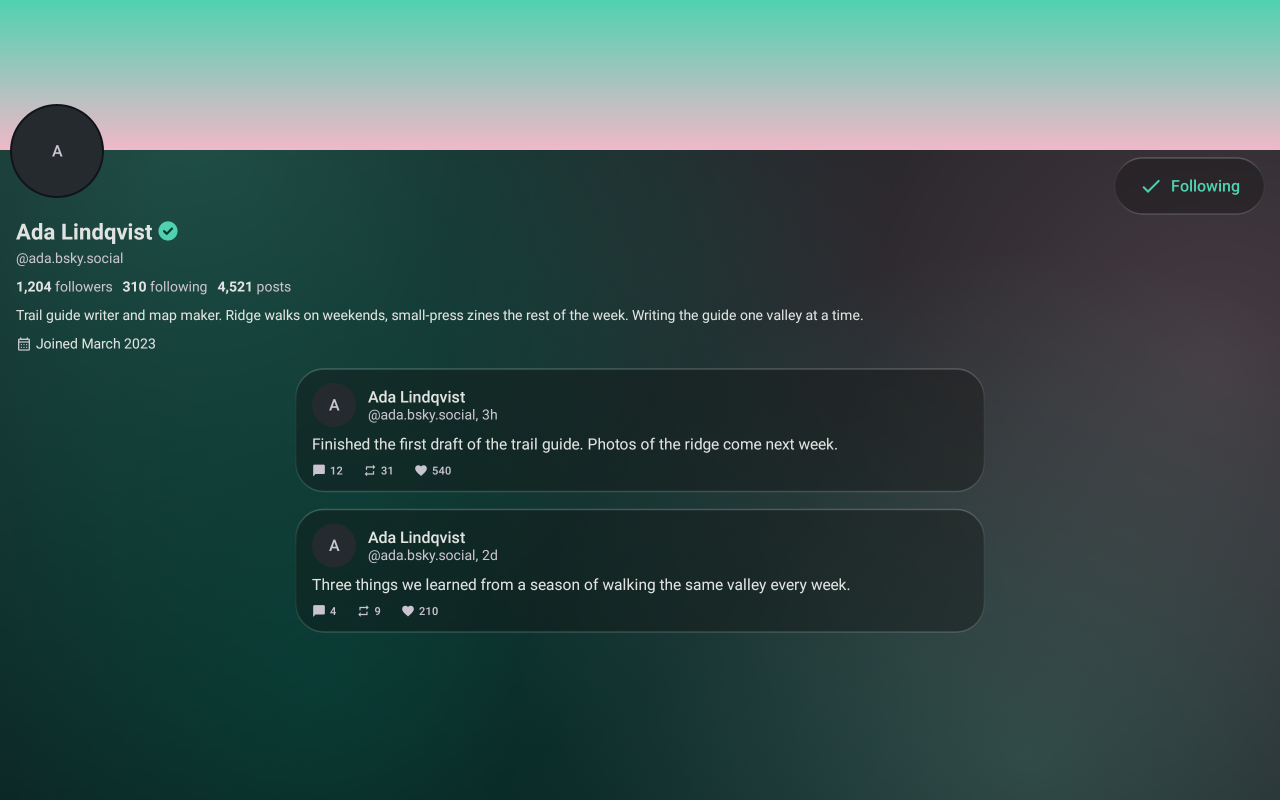 A
Following
Ada Lindqvist
@ada.bsky.social
1,204 followers 310 following 4,521 posts
Trail guide writer and map maker. Ridge walks on weekends, small-press zines the rest of the week. Writing the guide one valley at a time.
Joined March 2023
A
Ada Lindqvist
@ada.bsky.social, 3h
Finished the first draft of the trail guide. Photos of the ridge come next week.
12 31 540
A
Ada Lindqvist
@ada.bsky.social, 2d
Three things we learned from a season of walking the same valley every week.
4 9 210